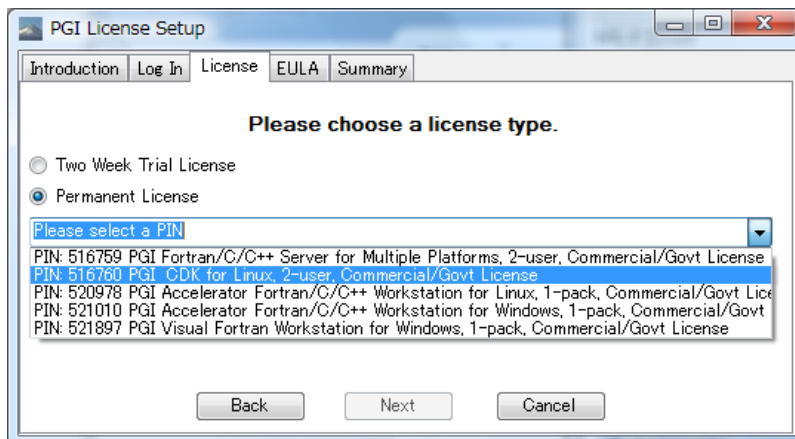 PGI License Setup
Introduction Log In License EULA Summary
Please choose a license type.
Two Week Trial License
Permanent License
Please select a PIN
PIN: 516759 PGI Fortran/C/C++ Server for Multiple Platforms, 2-user, Commercial/Govt License
PIN: 516760 PGI CDK for Linux, 2-user, Commercial/Govt License
PIN: 520978 PGI Accelerator Fortran/C/C++ Workstation for Linux, 1-pack, Commercial/Govt Lice
PIN: 521010 PGI Accelerator Fortran/C/C++ Workstation for Windows, 1-pack, Commercial/Govt
PIN: 521897 PGI Visual Fortran Workstation for Windows, 1-pack, Commercial/Govt License
Back Next Cancel